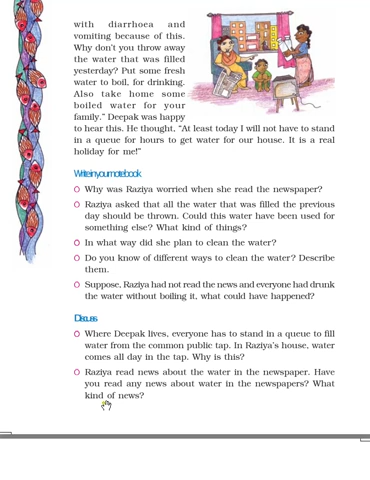 with diarrhoea and
vomiting because of this.
Why don't you throw away
the water that was filled
yesterday? Put some fresh
water to boil, for drinking.
Also take home some
boiled water for your
family." Deepak was happy
to hear this. He thought, "At least today I will not have to stand
in a queue for hours to get water for our house. It is a real
holiday for me!"
Write in your notebook
Why was Raziya worried when she read the newspaper?
Raziya asked that all the water that was filled the previous
day should be thrown. Could this water have been used for
something else? What kind of things?
In what way did she plan to clean the water?
Do you know of different ways to clean the water? Describe
them.
Suppose, Raziya had not read the news and everyone had drunk
the water without boiling it, what could have happened?
Discuss
Where Deepak lives, everyone has to stand in a queue to fill
water from the common public tap. In Raziya's house, water
comes all day in the tap. Why is this?
Raziya read news about the water in the newspaper. Have
you read any news about water in the newspapers? What
kind of news?